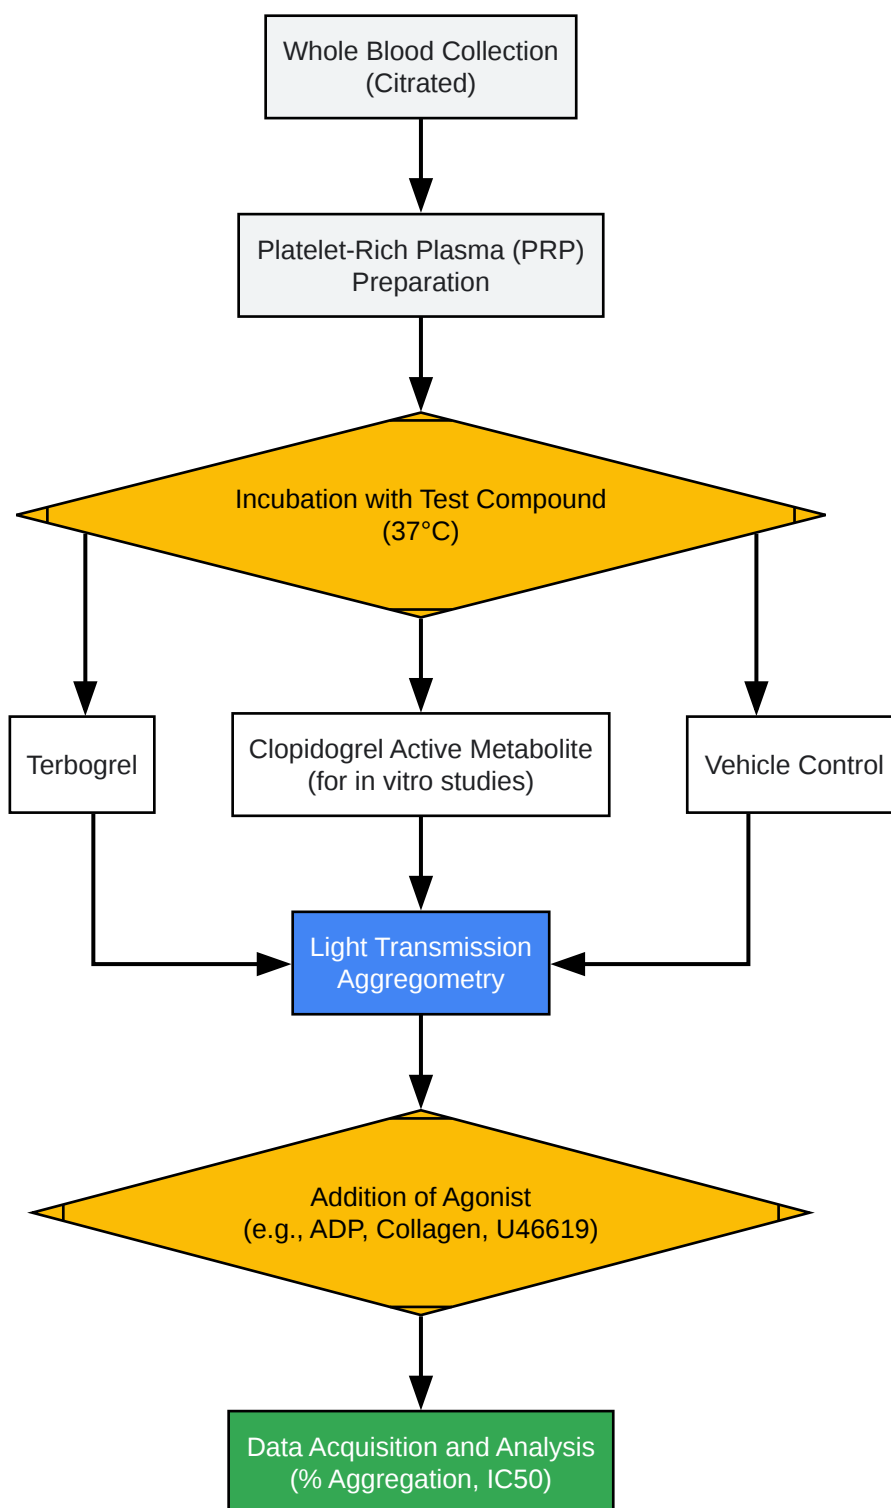 Whole Blood Collection
(Citrated)
Platelet-Rich Plasma (PRP)
Preparation
Incubation with Test Compound
(37°C)
Terbogrel
Clopidogrel Active Metabolite
(for in vitro studies)
Vehicle Control
Light Transmission
Aggregometry
Addition of Agonist
(e.g., ADP, Collagen, U46619)
Data Acquisition and Analysis
(% Aggregation, IC50)